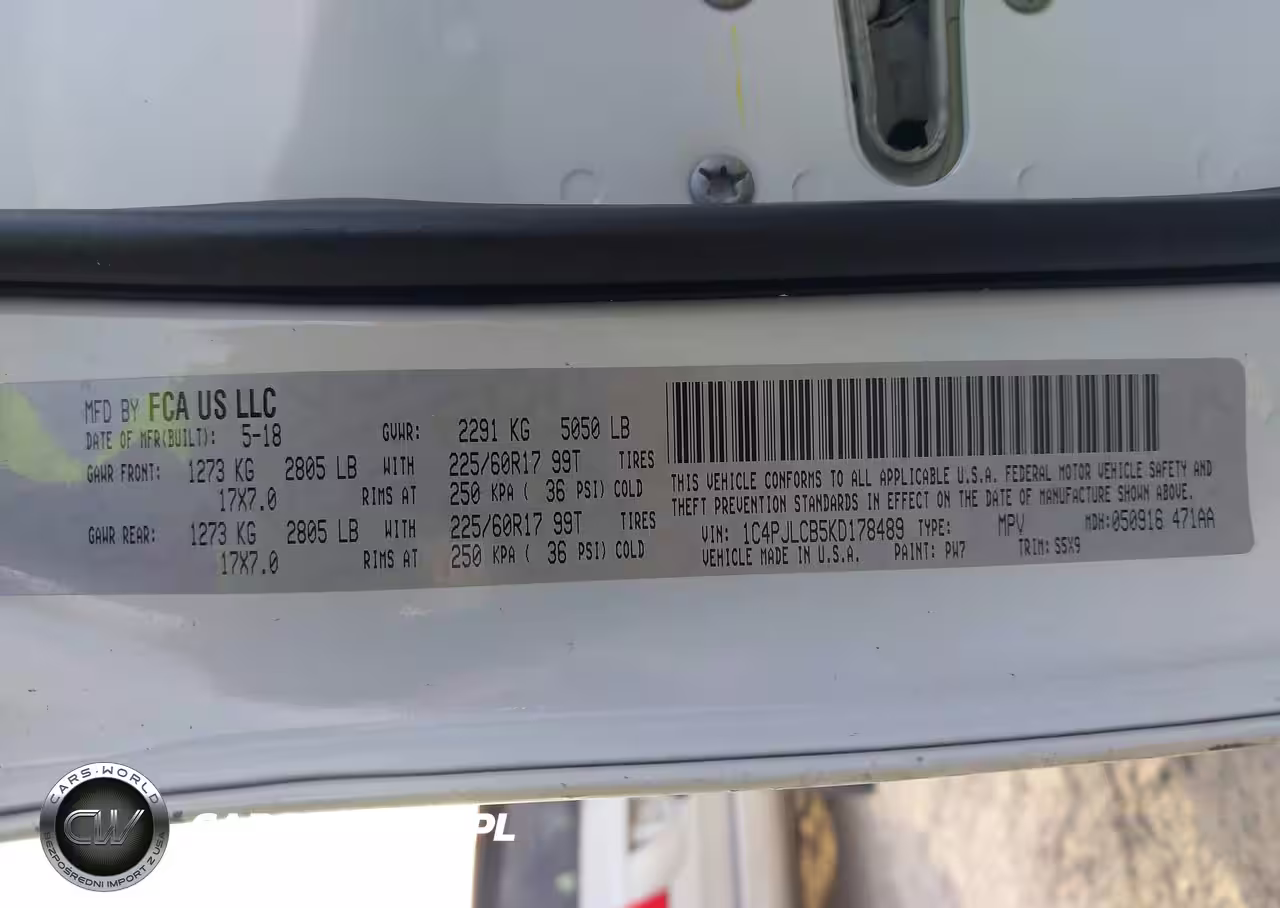 MFD BY FCA US LLC
DATE OF MFR(BUILT): 5-18 GVWR: 2291 KG 5050 LB
GAWR FRONT: 1273 KG 2805 LB WITH 225/60R17 99T TIRES
17X7.0 RIMS AT 250 KPA ( 36 PSI) COLD
GAWR REAR: 1273 KG 2805 LB WITH 225/60R17 99T TIRES
17X7.0 RIMS AT 250 KPA ( 36 PSI) COLD
THIS VEHICLE CONFORMS TO ALL APPLICABLE U.S.A. FEDERAL MOTOR VEHICLE SAFETY AND
THEFT PREVENTION STANDARDS IN EFFECT ON THE DATE OF MANUFACTURE SHOWN ABOVE.
VIN: 1C4PJLCB5KD178489 TYPE: MPV MDH:050916 471AA
VEHICLE MADE IN U.S.A. PAINT: PW7 TRIM: S5X9
CARS-WORLD
CW
BEZPOŚREDNI IMPORT Z USA
PL